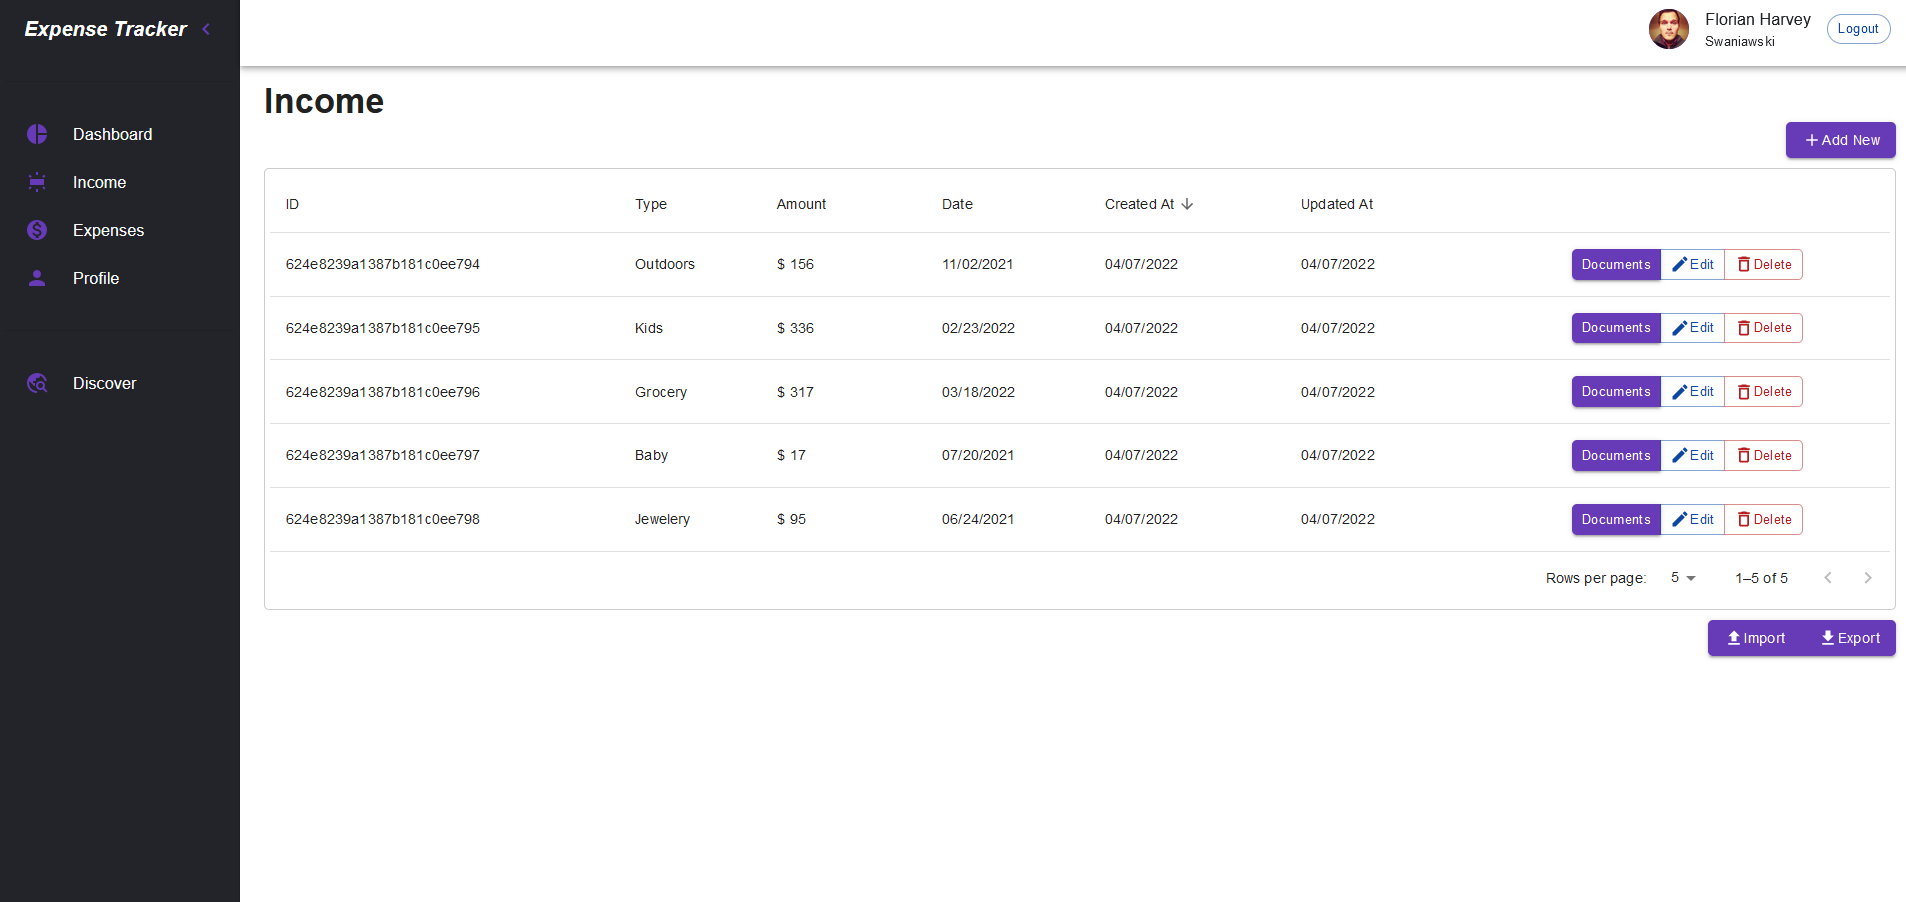 Expense Tracker
Florian Harvey
Swaniawski
Logout
Dashboard
Income
Expenses
Profile
Discover
Income
Add New
ID Type Amount Date Created At Updated At
624e8239a1387b181c0ee794 Outdoors $ 156 11/02/2021 04/07/2022 04/07/2022 Documents Edit Delete
624e8239a1387b181c0ee795 Kids $ 336 02/23/2022 04/07/2022 04/07/2022 Documents Edit Delete
624e8239a1387b181c0ee796 Grocery $ 317 03/18/2022 04/07/2022 04/07/2022 Documents Edit Delete
624e8239a1387b181c0ee797 Baby $ 17 07/20/2021 04/07/2022 04/07/2022 Documents Edit Delete
624e8239a1387b181c0ee798 Jewelery $ 95 06/24/2021 04/07/2022 04/07/2022 Documents Edit Delete
Rows per page: 5 1–5 of 5
Import Export